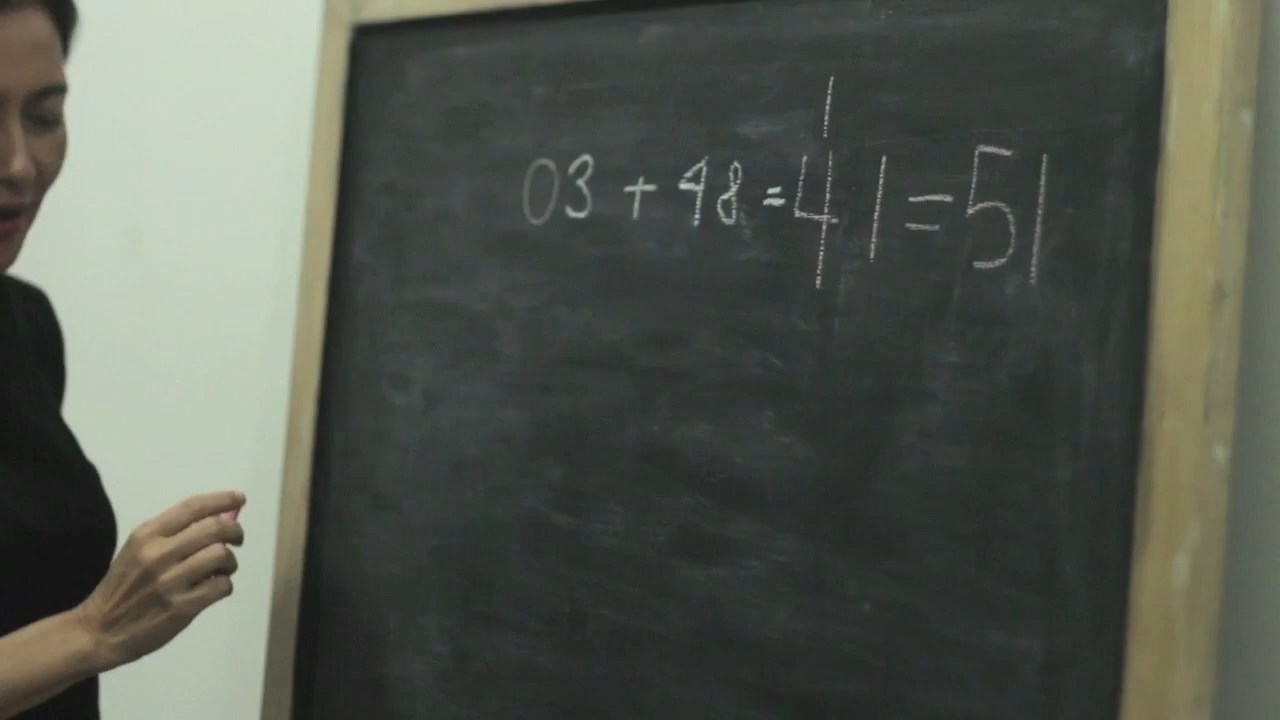 03 + 48 = 41 = 51